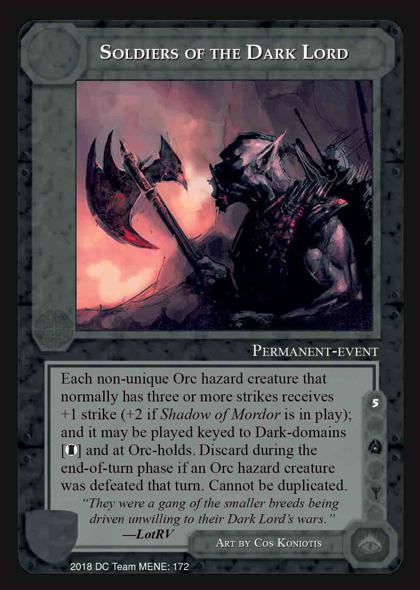 Soldiers of the Dark Lord
Permanent-event
Each non-unique Orc hazard creature that
normally has three or more strikes receives
+1 strike (+2 if Shadow of Mordor is in play);
and it may be played keyed to Dark-domains
[] and at Orc-holds. Discard during the
end-of-turn phase if an Orc hazard creature
was defeated that turn. Cannot be duplicated.
5
“They were a gang of the smaller breeds being
driven unwilling to their Dark Lord’s wars.”
—LotRV
Art by Cos Koniotis
2018 DC Team MENE: 172